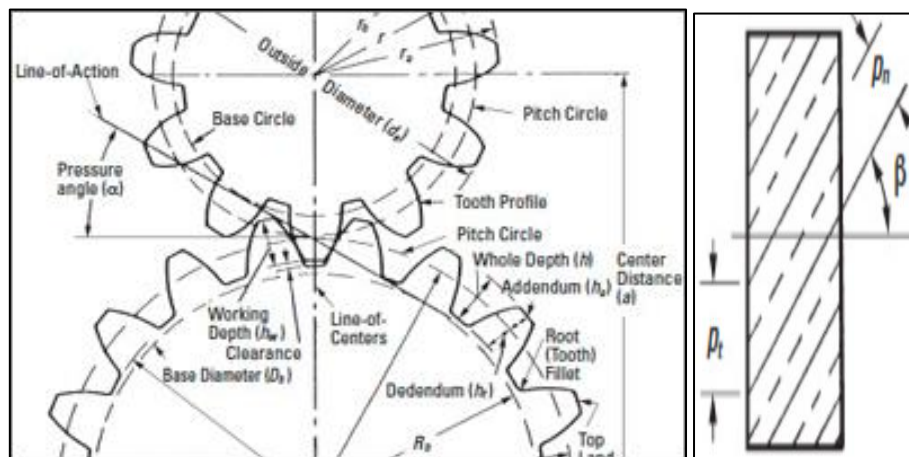 Outside
Diameter (dₐ)
r
rₐ
Line-of-Action
Base Circle
Pitch Circle
Pressure
angle (α)
Tooth Profile
Pitch Circle
Whole Depth (h)
Addendum (hₐ)
Center
Distance
(a)
Working
Depth (hw)
Clearance
Line-of-
Centers
Root
(Tooth)
Fillet
Base Diameter (Db)
Dedendum (hf)
Top
Land
pn
β
pt